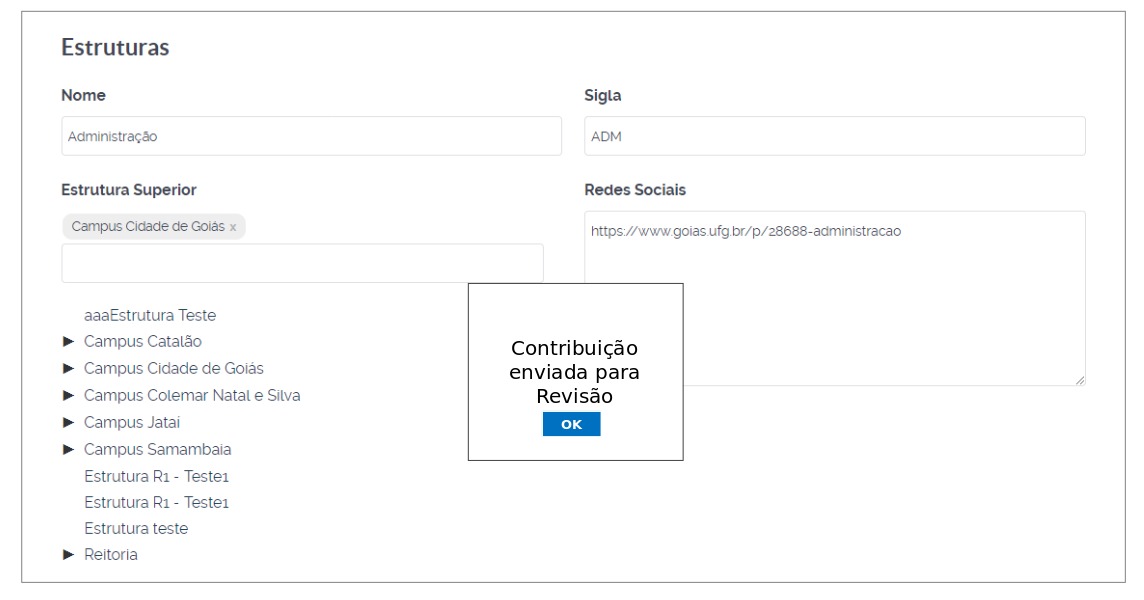 Estruturas
Nome
Sigla
Administração
ADM
Estrutura Superior
Redes Sociais
Campus Cidade de Goiás x
https://www.goias.ufg.br/p/28688-administracao
aaaEstrutura Teste
► Campus Catalão
► Campus Cidade de Goiás
► Campus Colemar Natal e Silva
► Campus Jataí
► Campus Samambaia
Estrutura R1 - Teste1
Estrutura R1 - Teste1
Estrutura teste
► Reitoria
Contribuição
enviada para
Revisão
OK